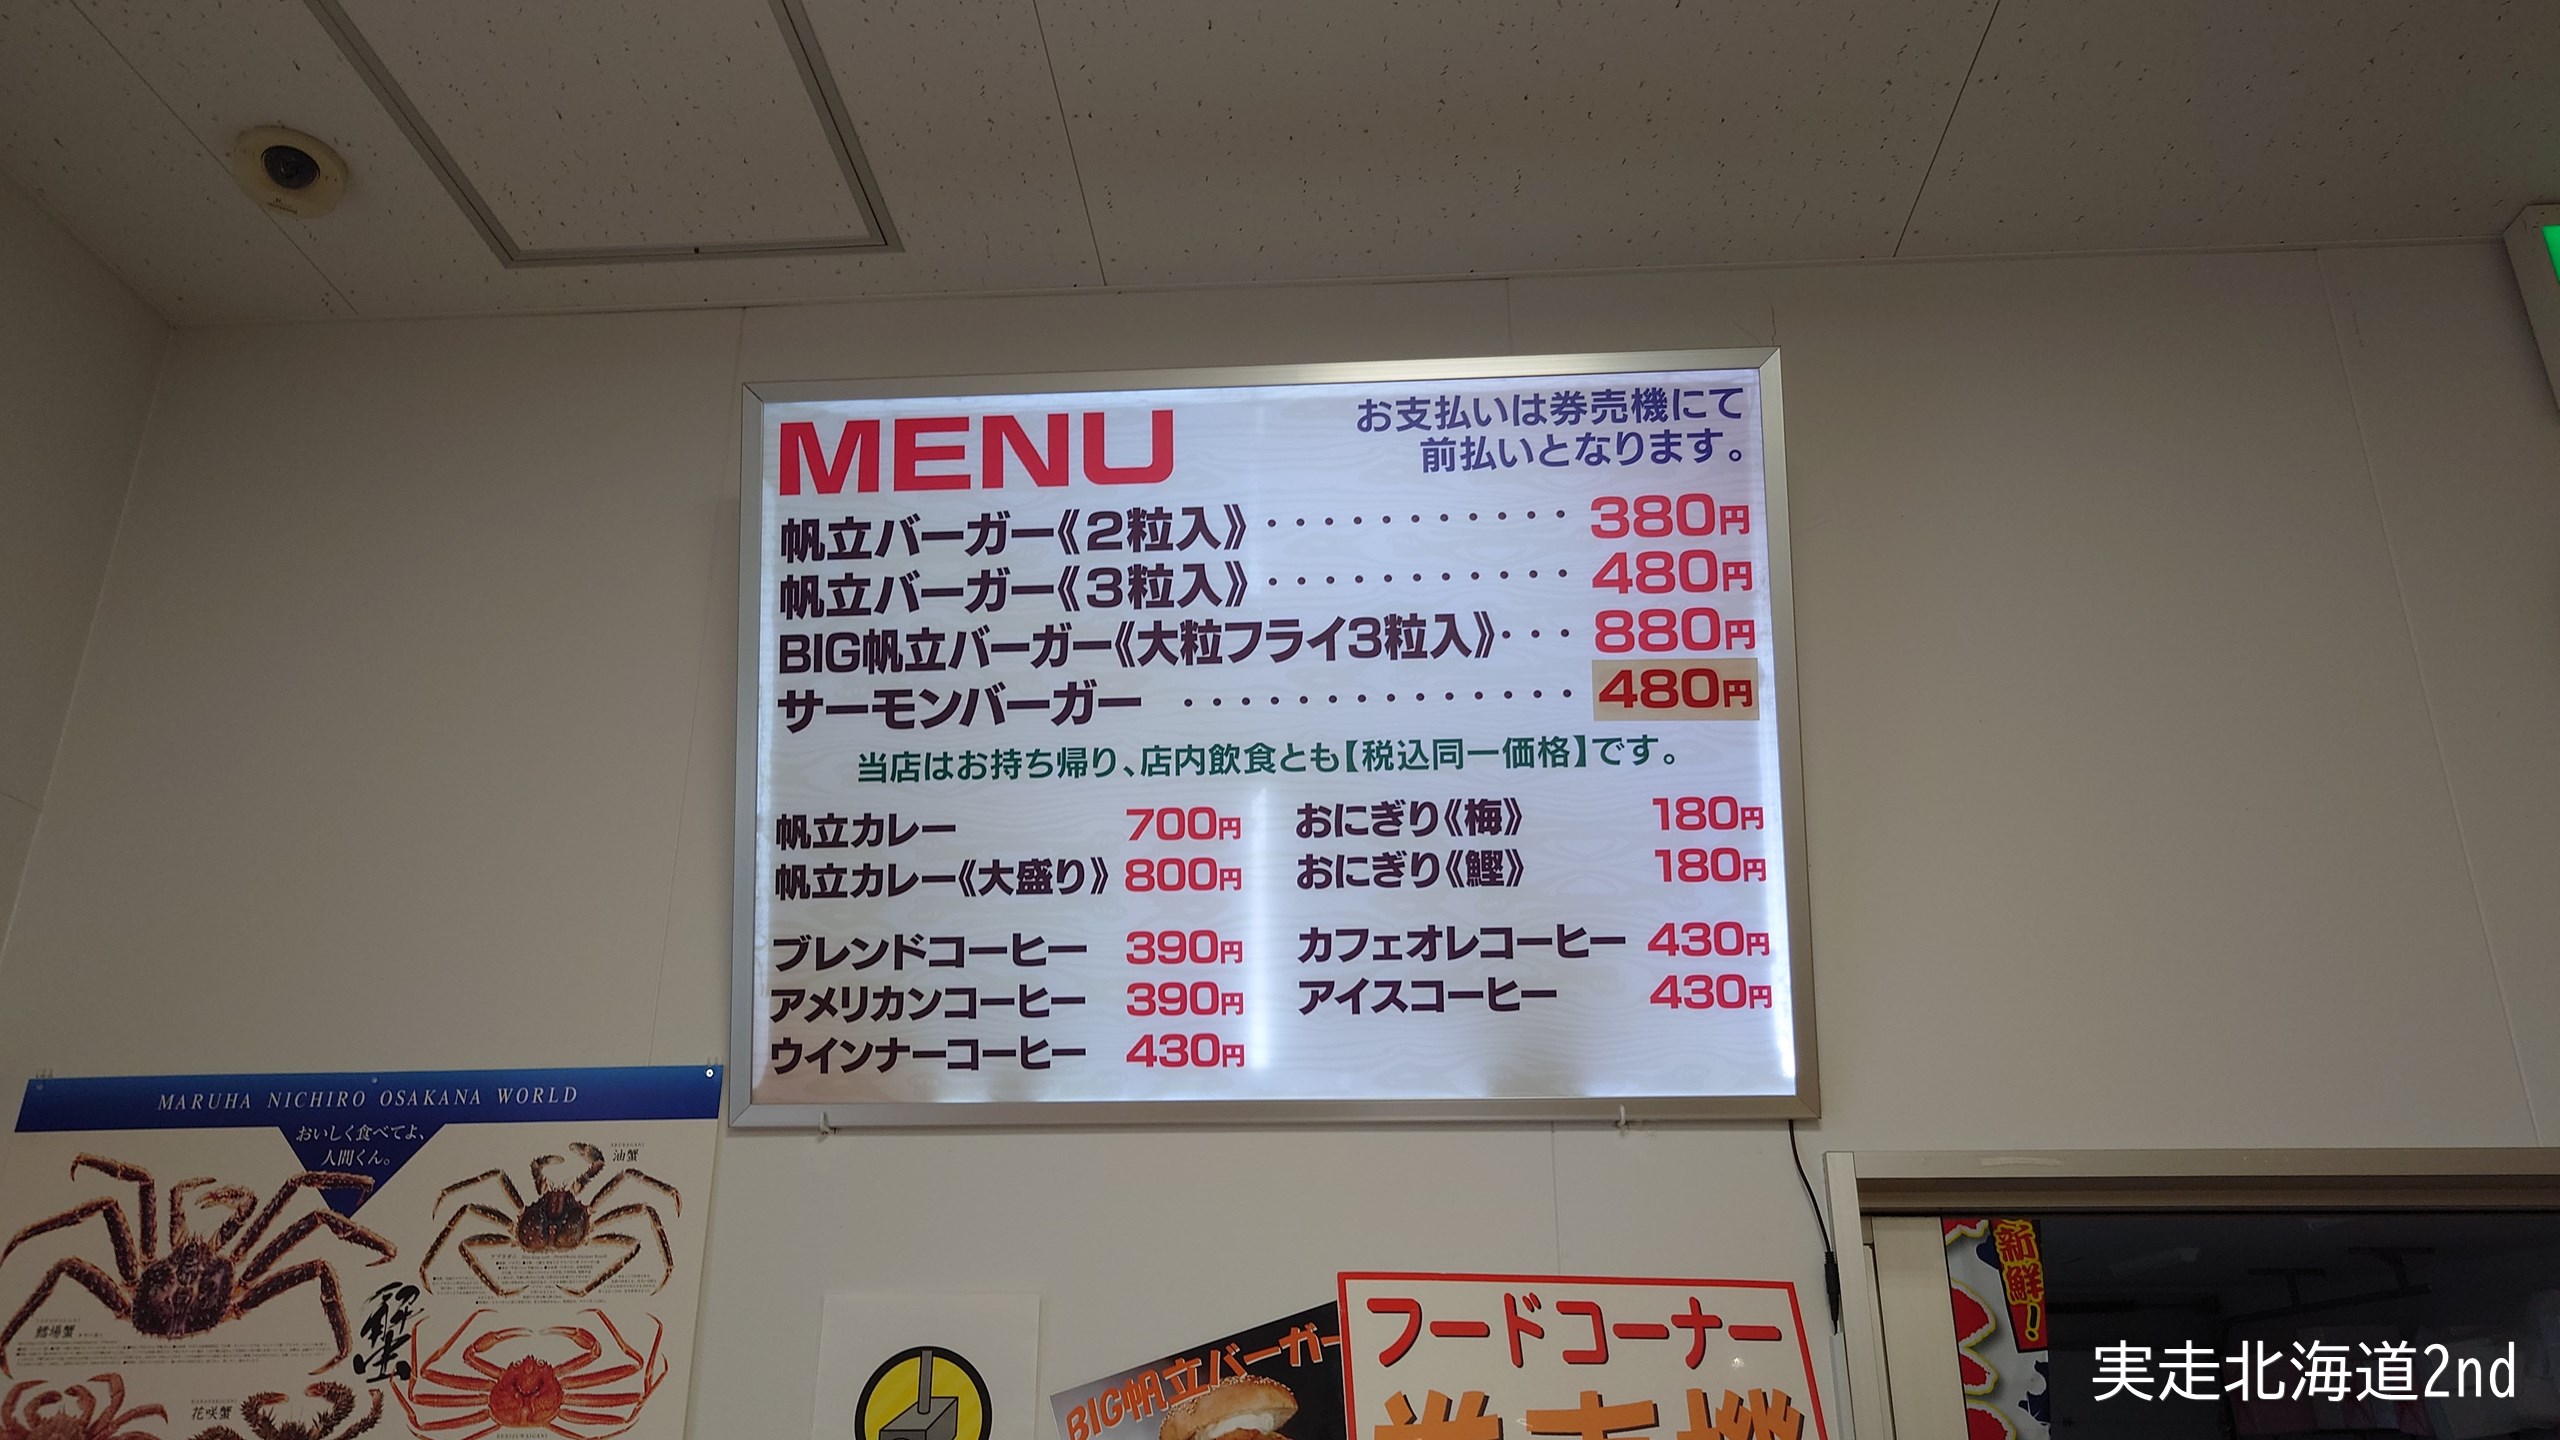 MENU
お支払いは券売機にて
前払いとなります。
帆立バーガー《2粒入》・・・・・・・・・・・380円
帆立バーガー《3粒入》・・・・・・・・・・・480円
BIG帆立バーガー《大粒フライ3粒入》・・・880円
サーモンバーガー ・・・・・・・・・・・・・・480円
当店はお持ち帰り、店内飲食とも【税込同一価格】です。
帆立カレー 700円
帆立カレー《大盛り》 800円
おにぎり《梅》 180円
おにぎり《鰹》 180円
ブレンドコーヒー 390円
アメリカンコーヒー 390円
ウインナーコーヒー 430円
カフェオレコーヒー 430円
アイスコーヒー 430円
MARUHA NICHIRO OSAKANA WORLD
おいしく食べてよ、
人間くん。
油蟹
鱈場蟹
蟹
花咲蟹
BIG帆立バーガー
フードコーナー
券売機
新鮮!
実走北海道2nd